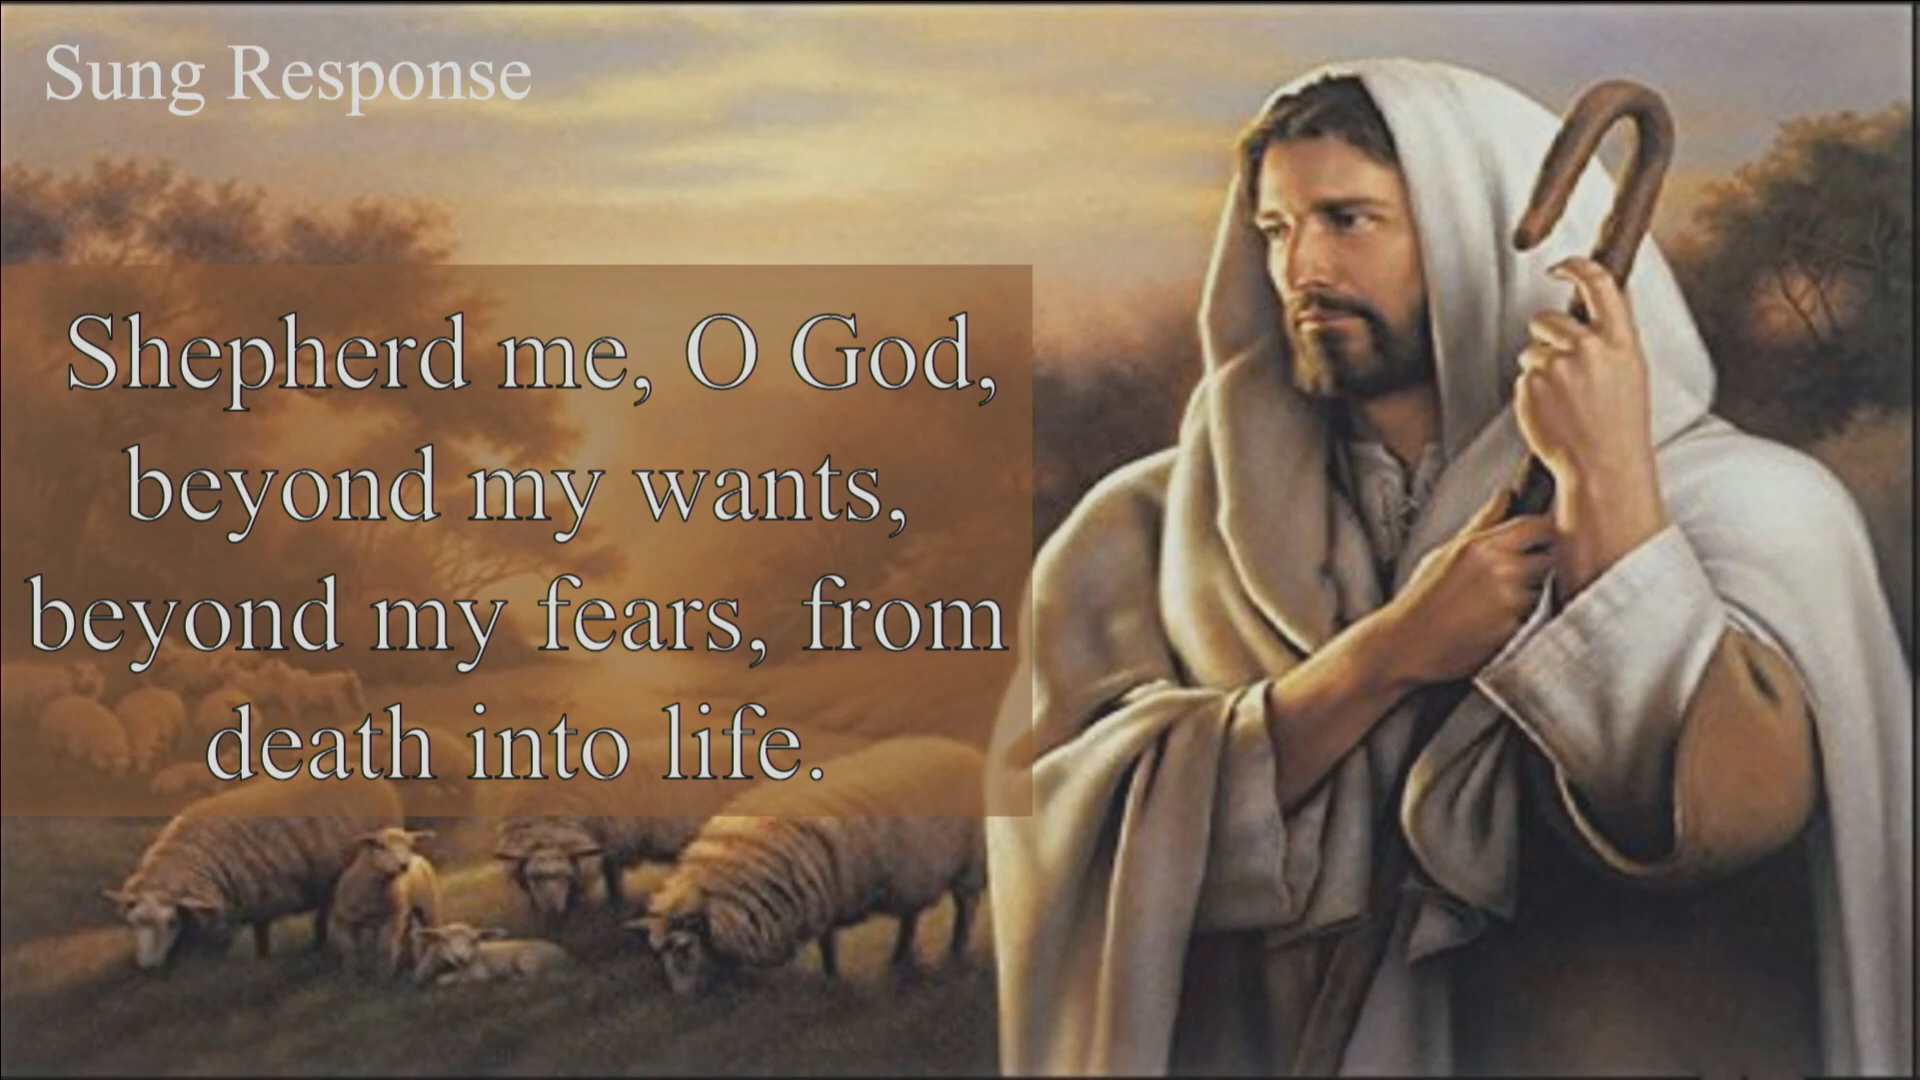 Sung Response
Shepherd me, O God,
beyond my wants,
beyond my fears, from
death into life.